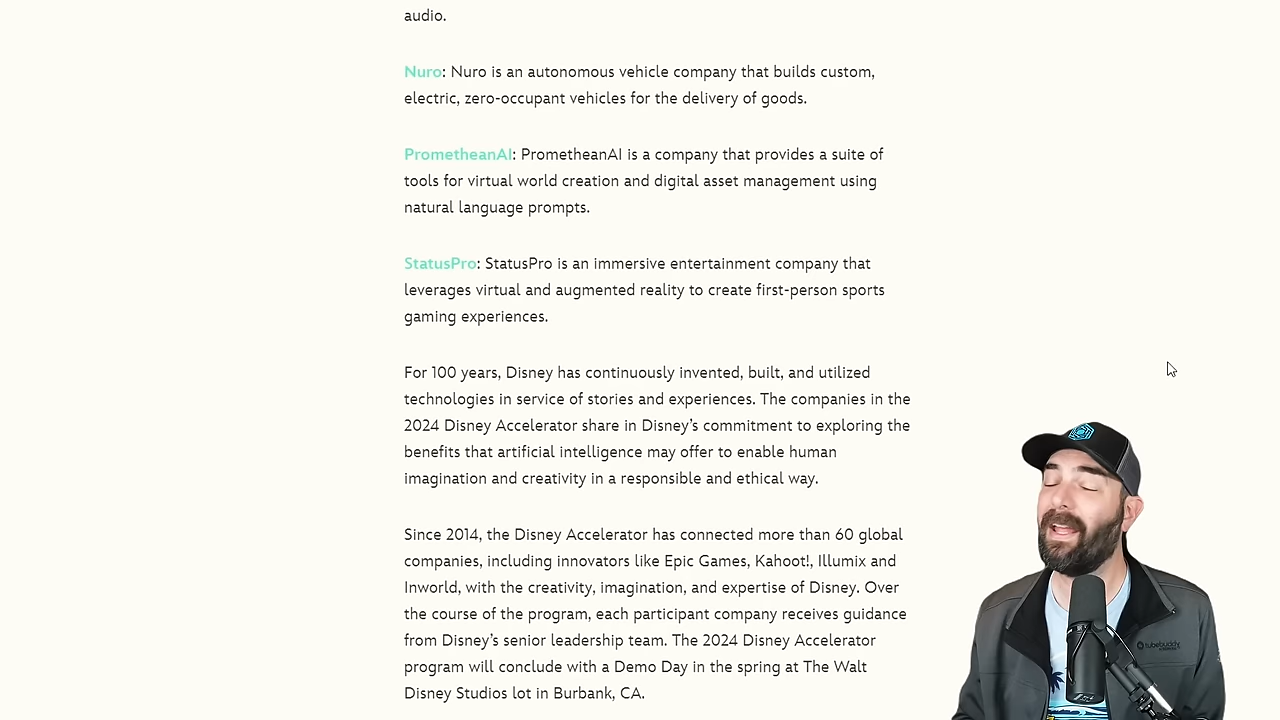 audio.
Nuro: Nuro is an autonomous vehicle company that builds custom,
electric, zero-occupant vehicles for the delivery of goods.
PrometheanAI: PrometheanAI is a company that provides a suite of
tools for virtual world creation and digital asset management using
natural language prompts.
StatusPro: StatusPro is an immersive entertainment company that
leverages virtual and augmented reality to create first-person sports
gaming experiences.
For 100 years, Disney has continuously invented, built, and utilized
technologies in service of stories and experiences. The companies in the
2024 Disney Accelerator share in Disney’s commitment to exploring the
benefits that artificial intelligence may offer to enable human
imagination and creativity in a responsible and ethical way.
Since 2014, the Disney Accelerator has connected more than 60 global
companies, including innovators like Epic Games, Kahoot!, Illumix and
Inworld, with the creativity, imagination, and expertise of Disney. Over
the course of the program, each participant company receives guidance
from Disney’s senior leadership team. The 2024 Disney Accelerator
program will conclude with a Demo Day in the spring at The Walt
Disney Studios lot in Burbank, CA.
tubebuddy